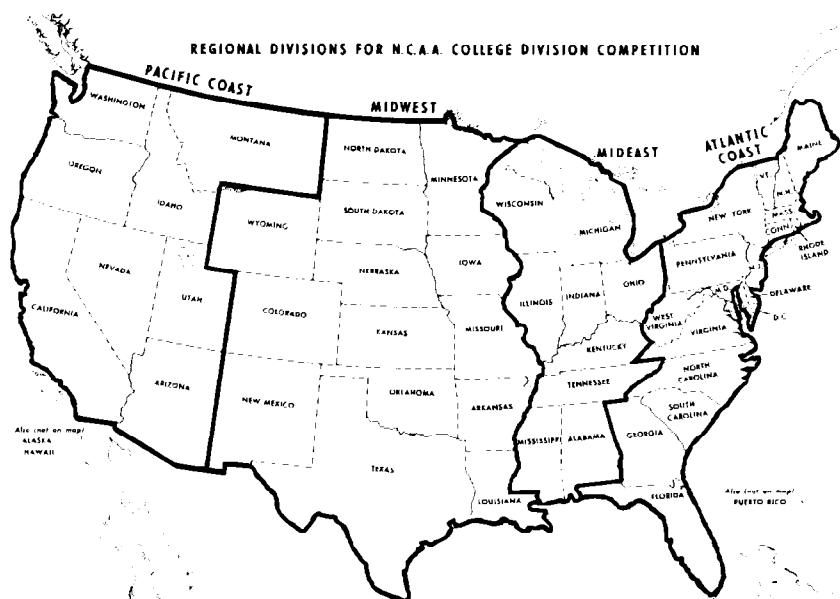 REGIONAL DIVISIONS FOR N.C.A.A. COLLEGE DIVISION COMPETITION
PACIFIC COAST
MIDWEST
MIDEAST
ATLANTIC
COAST
WASHINGTON
OREGON
IDAHO
MONTANA
NEVADA
UTAH
CALIFORNIA
ARIZONA
Also (not on map)
ALASKA
HAWAII
NORTH DAKOTA
SOUTH DAKOTA
MINNESOTA
WYOMING
NEBRASKA
IOWA
COLORADO
KANSAS
MISSOURI
NEW MEXICO
OKLAHOMA
ARKANSAS
TEXAS
LOUISIANA
WISCONSIN
MICHIGAN
ILLINOIS
INDIANA
OHIO
KENTUCKY
TENNESSEE
MISSISSIPPI
ALABAMA
MAINE
VT.
N.H.
MASS
CONN.
RHODE
ISLAND
NEW YORK
PENNSYLVANIA
N.J.
M.D.
DELAWARE
D.C.
WEST
VIRGINIA
VIRGINIA
NORTH
CAROLINA
SOUTH
CAROLINA
GEORGIA
FLORIDA
Also (not on map)
PUERTO RICO